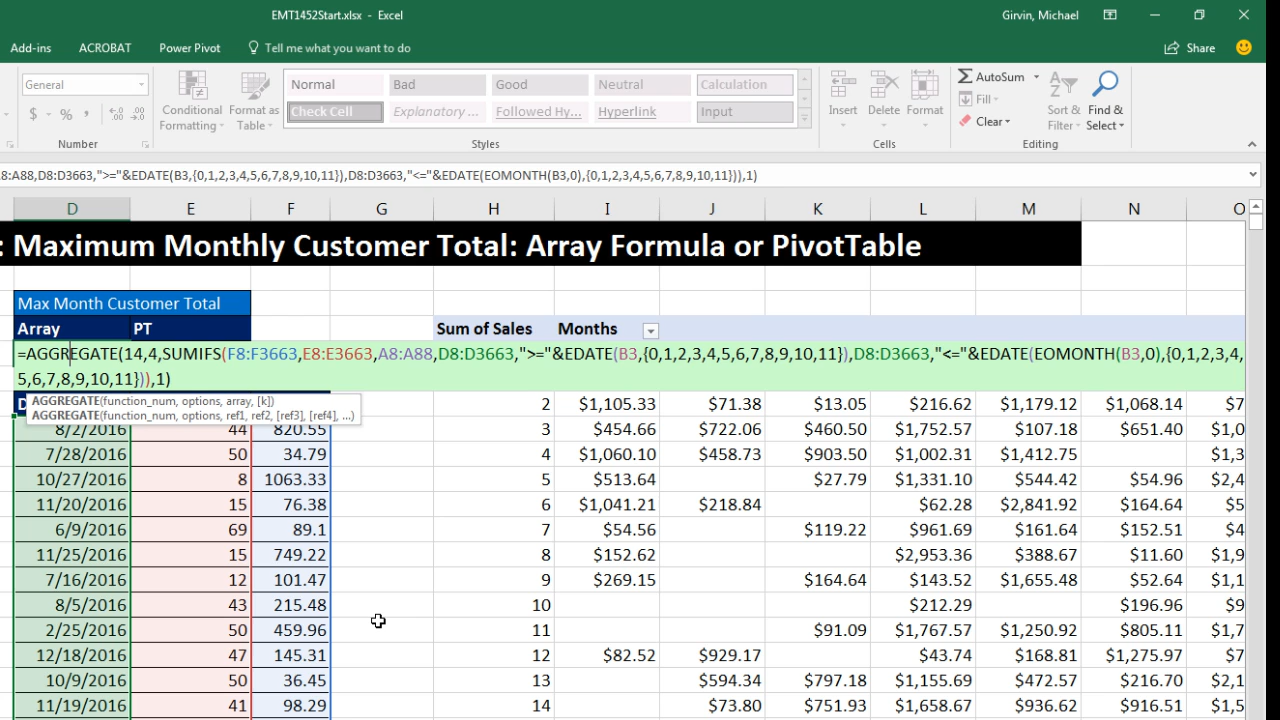 EMT1452Start.xlsx - Excel
Girvin, Michael
Add-ins ACROBAT Power Pivot Tell me what you want to do Share
General
$ % , .00 .0
Conditional Formatting
Format as Table
Normal Bad Good Neutral Calculation
Check Cell Explanatory ... Followed Hy... Hyperlink Input
Insert Delete Format
AutoSum
Fill
Clear
Sort & Filter
Find & Select
Number Styles Cells Editing
8:A88,D8:D3663,">="&EDATE(B3,{0,1,2,3,4,5,6,7,8,9,10,11}),D8:D3663,"<="&EDATE(EOMONTH(B3,0),{0,1,2,3,4,5,6,7,8,9,10,11})),1)
D E F G H I J K L M N O
: Maximum Monthly Customer Total: Array Formula or PivotTable
Max Month Customer Total
Array PT Sum of Sales Months
=AGGREGATE(14,4,SUMIFS(F8:F3663,E8:E3663,A8:A88,D8:D3663,">="&EDATE(B3,{0,1,2,3,4,5,6,7,8,9,10,11}),D8:D3663,"<="&EDATE(EOMONTH(B3,0),{0,1,2,3,4,
5,6,7,8,9,10,11})),1)
AGGREGATE(function_num, options, array, [k])
AGGREGATE(function_num, options, ref1, ref2, [ref3], [ref4], ...)
D 2 $1,105.33 $71.38 $13.05 $216.62 $1,179.12 $1,068.14 $7
8/2/2016 44 820.55 3 $454.66 $722.06 $460.50 $1,752.57 $107.18 $651.40 $1,0
7/28/2016 50 34.79 4 $1,060.10 $458.73 $903.50 $1,002.31 $1,412.75 $1,3
10/27/2016 8 1063.33 5 $513.64 $27.79 $1,331.10 $544.42 $54.96 $2,4
11/20/2016 15 76.38 6 $1,041.21 $218.84 $62.28 $2,841.92 $164.64 $5
6/9/2016 69 89.1 7 $54.56 $119.22 $961.69 $161.64 $152.51 $4
11/25/2016 15 749.22 8 $152.62 $2,953.36 $388.67 $11.60 $1,9
7/16/2016 12 101.47 9 $269.15 $164.64 $143.52 $1,655.48 $52.64 $1,1
8/5/2016 43 215.48 10 $212.29 $196.96 $9
2/25/2016 50 459.96 11 $91.09 $1,767.57 $1,250.92 $805.11 $1,7
12/18/2016 47 145.31 12 $82.52 $929.17 $43.74 $168.81 $1,275.97 $7
10/9/2016 50 36.45 13 $594.34 $797.18 $1,155.69 $472.57 $216.70 $2,1
11/19/2016 41 98.29 14 $73.80 $751.93 $1,658.67 $936.62 $916.51 $1,5